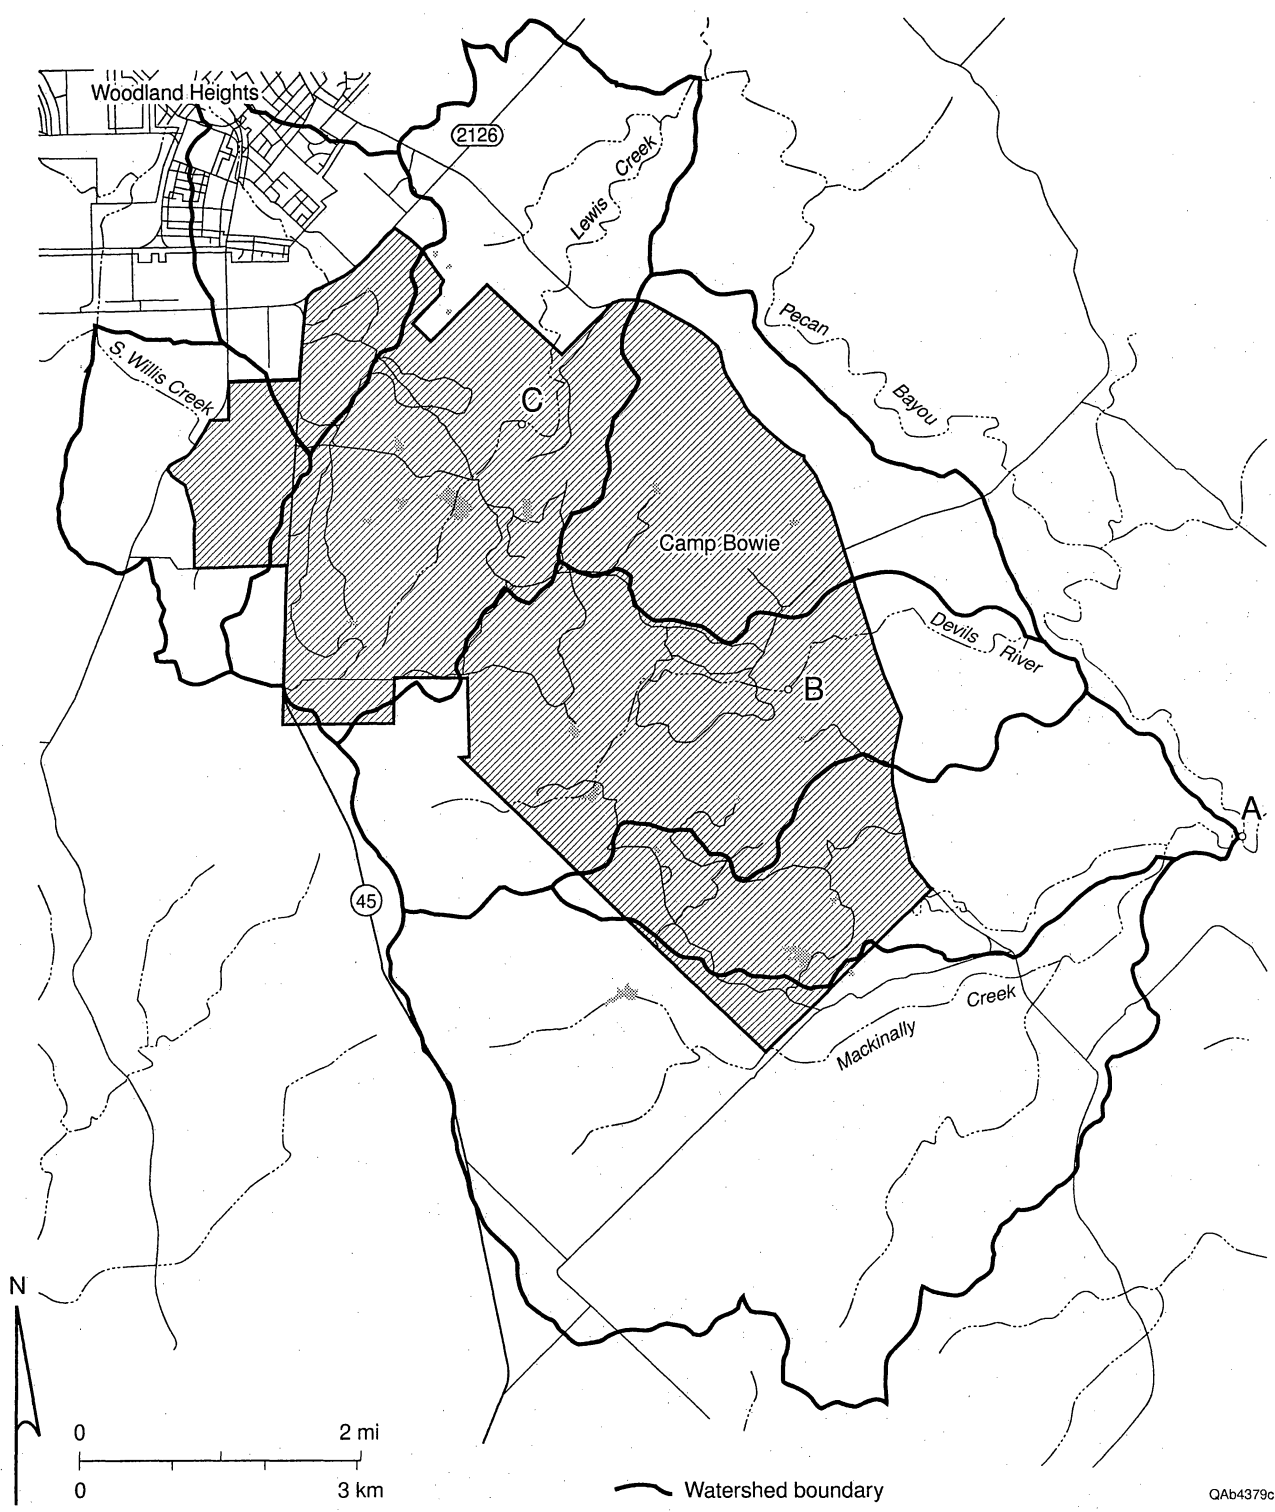 Woodland Heights
2126
Lewis Creek
Pecan Bayou
S. Willis Creek
C
Camp Bowie
Devils River
B
A
45
Mackinally Creek
N
0 2 mi
0 3 km
Watershed boundary
QAb4379c